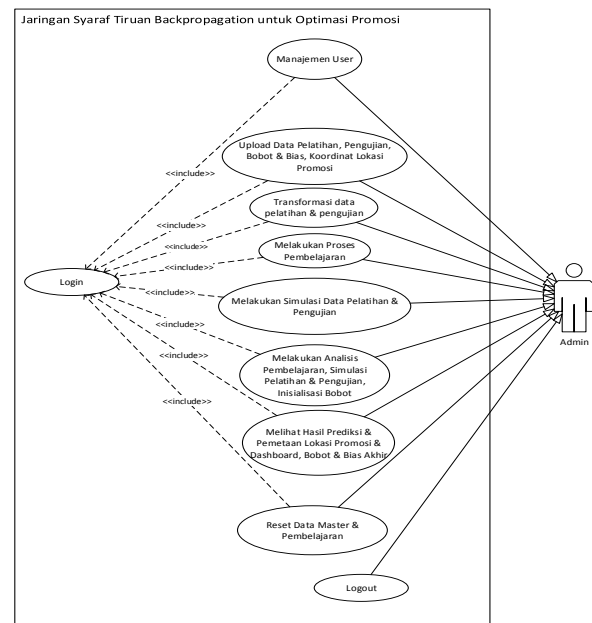 Jaringan Syaraf Tiruan Backpropagation untuk Optimasi Promosi
Manajemen User
<<include>>
Upload Data Pelatihan, Pengujian,
Bobot & Bias, Koordinat Lokasi
Promosi
<<include>>
Transformasi data
pelatihan & pengujian
<<include>>
Melakukan Proses
Pembelajaran
<<include>>
Login
Melakukan Simulasi Data Pelatihan &
Pengujian
<<include>>
Admin
Melakukan Analisis
Pembelajaran, Simulasi
Pelatihan & Pengujian,
Inisialisasi Bobot
<<include>>
Melihat Hasil Prediksi &
Pemetaan Lokasi Promosi &
Dashboard, Bobot & Bias Akhir
<<include>>
Reset Data Master &
Pembelajaran
<<include>>
Logout